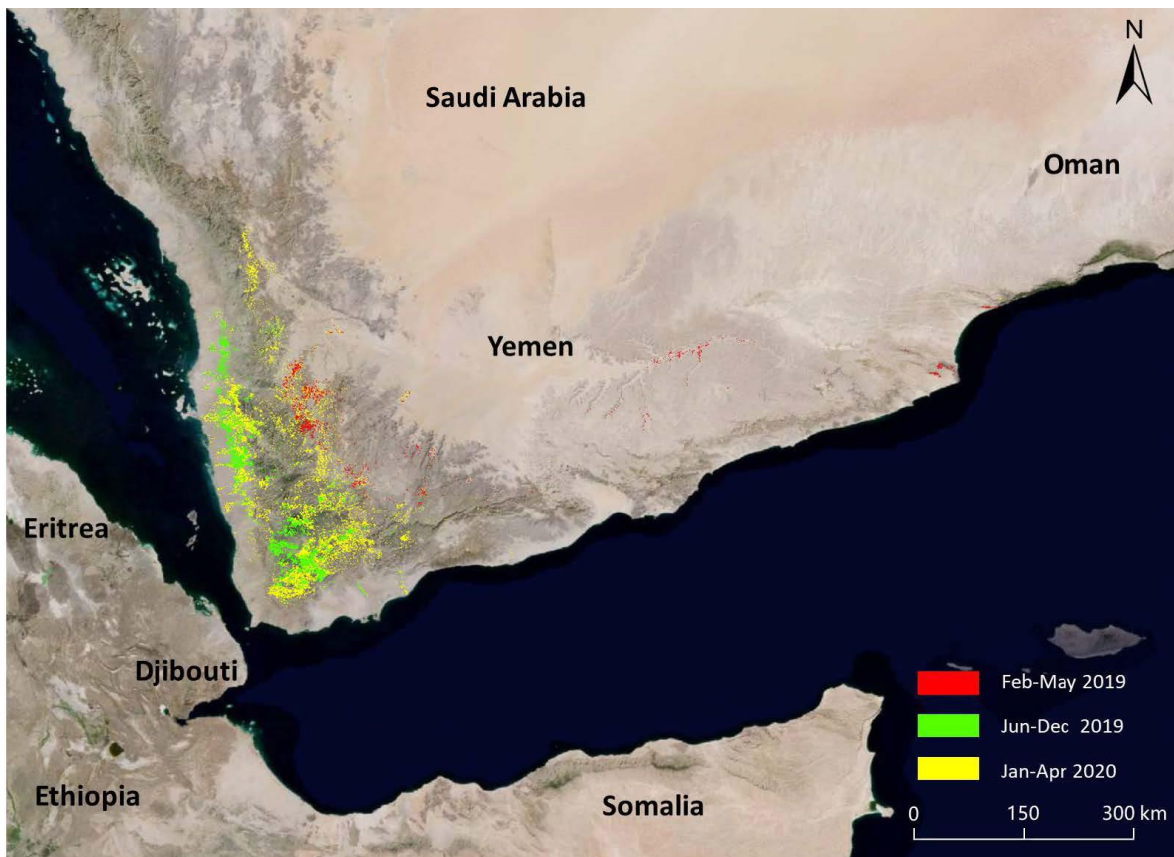 N
Saudi Arabia
Oman
Yemen
Eritrea
Djibouti
Ethiopia
Somalia
Feb-May 2019
Jun-Dec 2019
Jan-Apr 2020
0 150 300 km